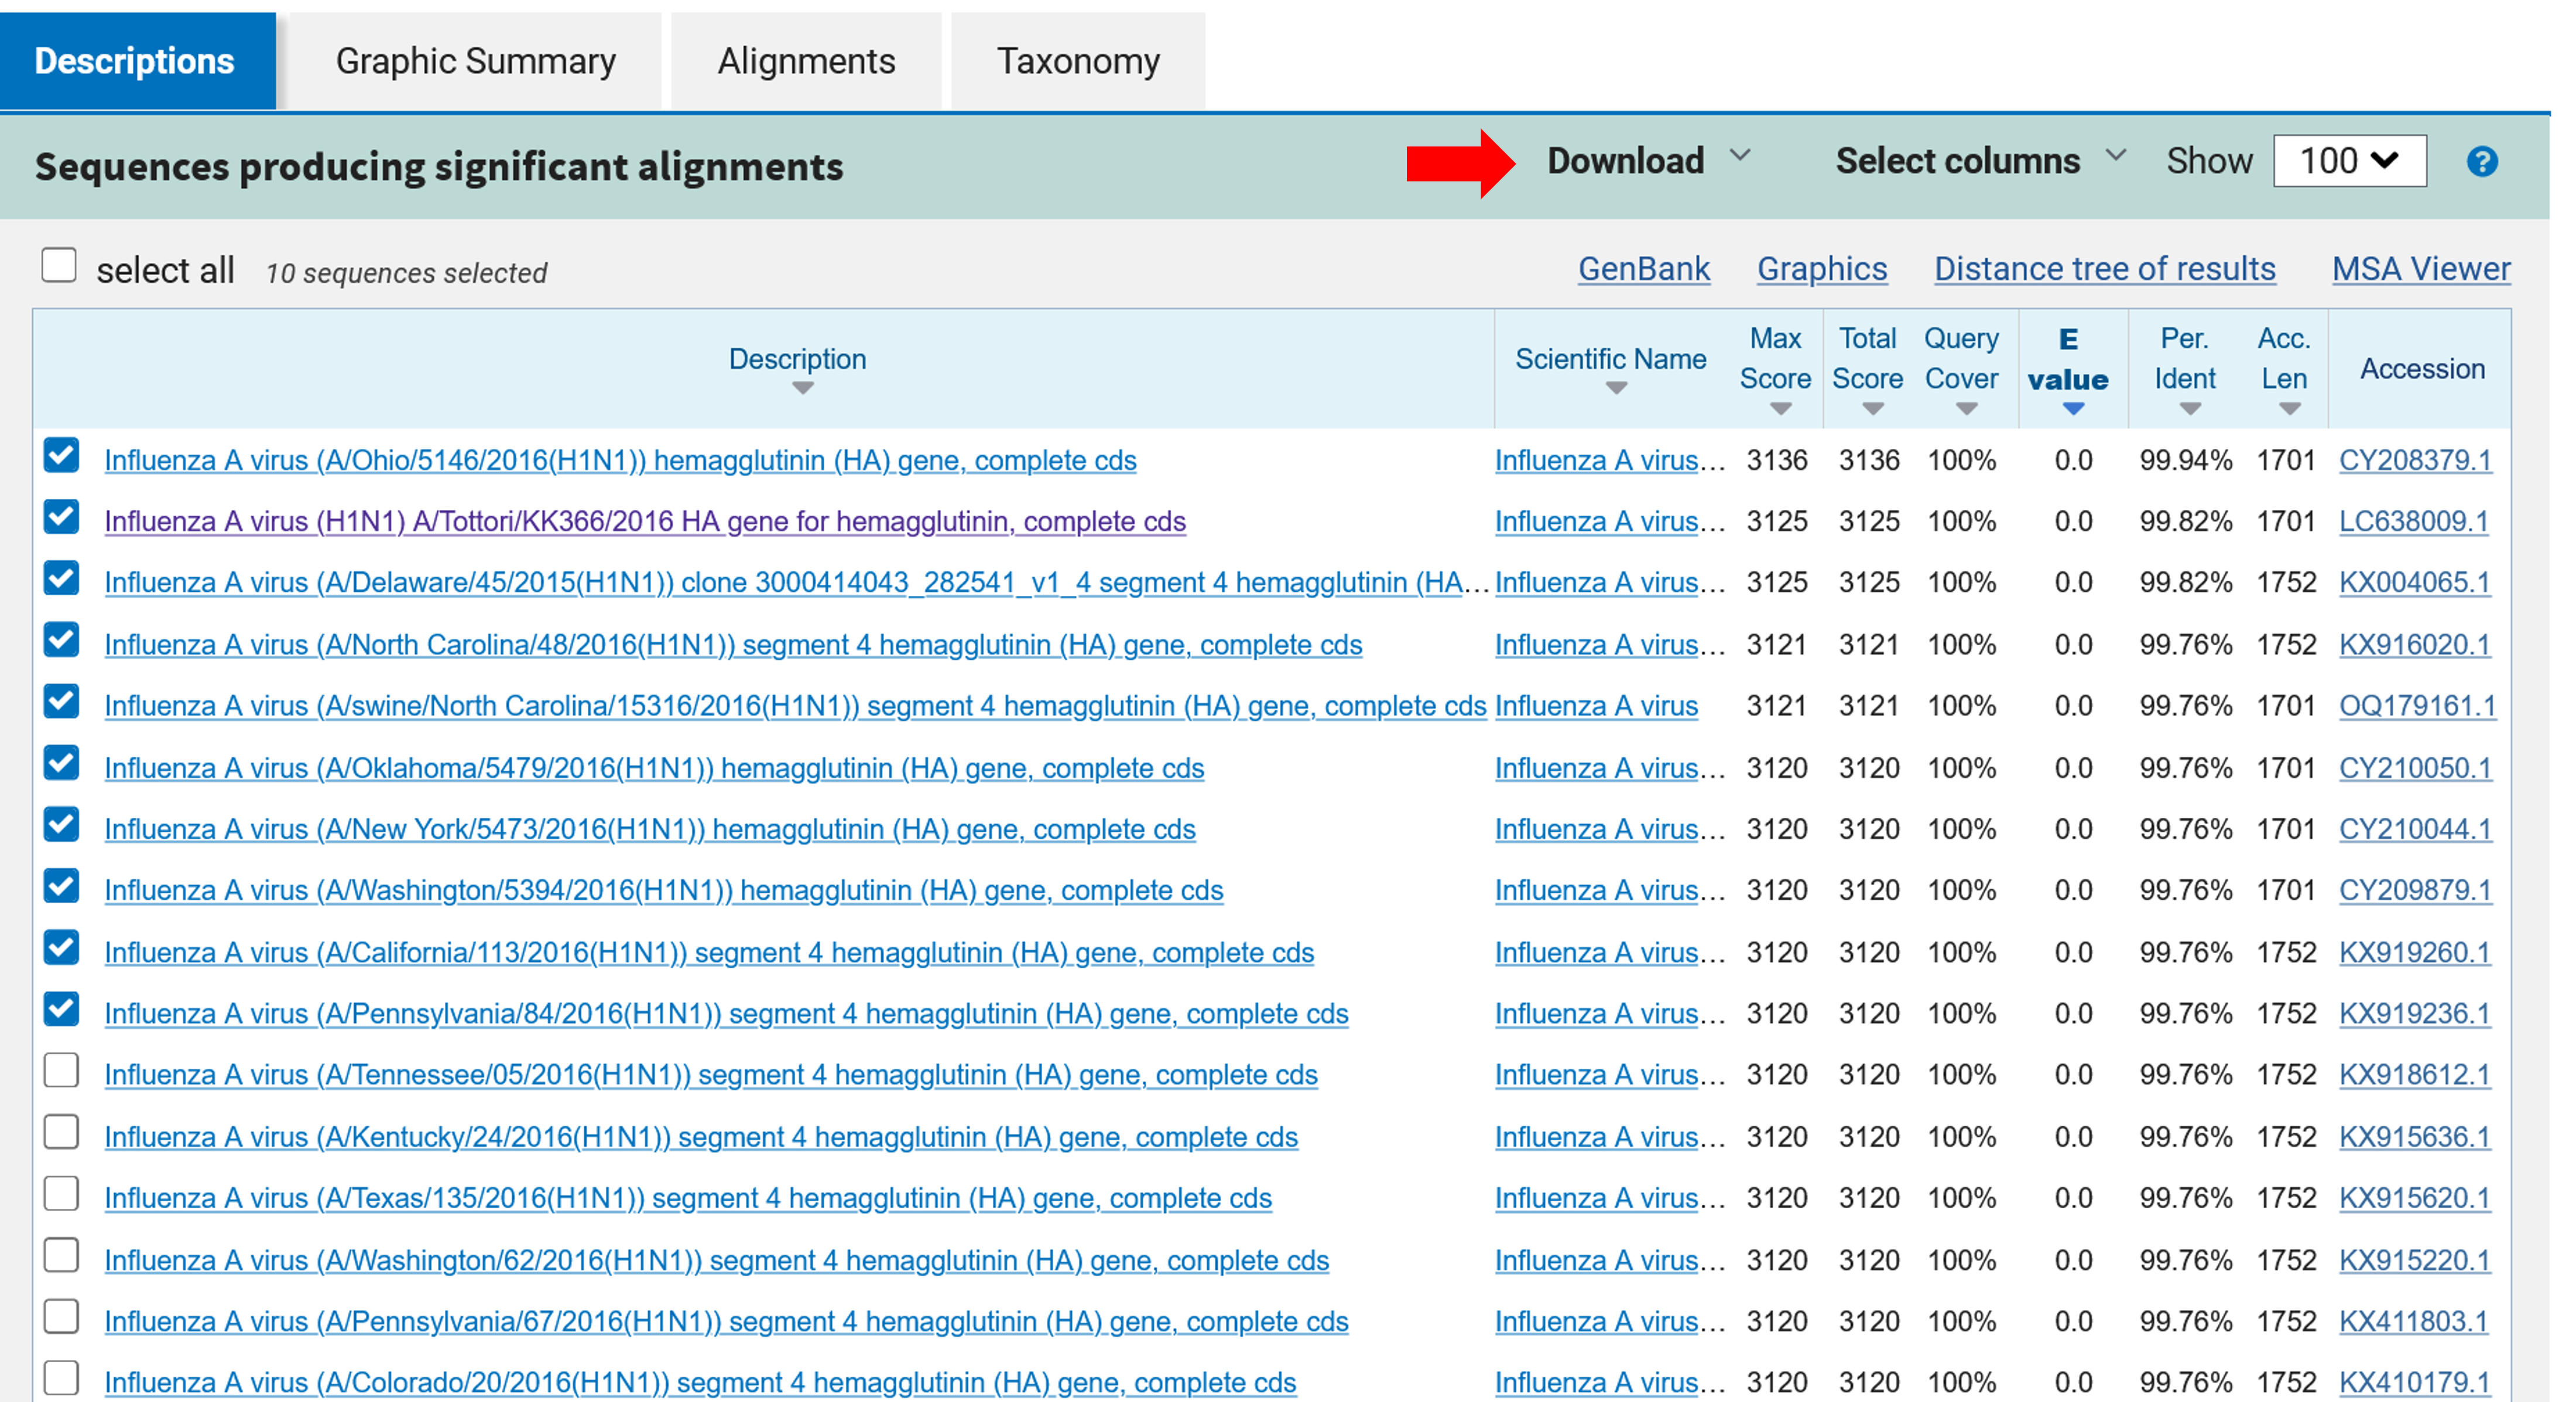 Descriptions Graphic Summary Alignments Taxonomy
Sequences producing significant alignments Download Select columns Show 100 ?
select all 10 sequences selected GenBank Graphics Distance tree of results MSA Viewer
Description Scientific Name Max Score Total Score Query Cover E value Per. Ident Acc. Len Accession
Influenza A virus (A/Ohio/5146/2016(H1N1)) hemagglutinin (HA) gene, complete cds Influenza A virus... 3136 3136 100% 0.0 99.94% 1701 CY208379.1
Influenza A virus (H1N1) A/Tottori/KK366/2016 HA gene for hemagglutinin, complete cds Influenza A virus... 3125 3125 100% 0.0 99.82% 1701 LC638009.1
Influenza A virus (A/Delaware/45/2015(H1N1)) clone 3000414043_282541_v1_4 segment 4 hemagglutinin (HA... Influenza A virus... 3125 3125 100% 0.0 99.82% 1752 KX004065.1
Influenza A virus (A/North Carolina/48/2016(H1N1)) segment 4 hemagglutinin (HA) gene, complete cds Influenza A virus... 3121 3121 100% 0.0 99.76% 1752 KX916020.1
Influenza A virus (A/swine/North Carolina/15316/2016(H1N1)) segment 4 hemagglutinin (HA) gene, complete cds Influenza A virus 3121 3121 100% 0.0 99.76% 1701 OQ179161.1
Influenza A virus (A/Oklahoma/5479/2016(H1N1)) hemagglutinin (HA) gene, complete cds Influenza A virus... 3120 3120 100% 0.0 99.76% 1701 CY210050.1
Influenza A virus (A/New York/5473/2016(H1N1)) hemagglutinin (HA) gene, complete cds Influenza A virus... 3120 3120 100% 0.0 99.76% 1701 CY210044.1
Influenza A virus (A/Washington/5394/2016(H1N1)) hemagglutinin (HA) gene, complete cds Influenza A virus... 3120 3120 100% 0.0 99.76% 1701 CY209879.1
Influenza A virus (A/California/113/2016(H1N1)) segment 4 hemagglutinin (HA) gene, complete cds Influenza A virus... 3120 3120 100% 0.0 99.76% 1752 KX919260.1
Influenza A virus (A/Pennsylvania/84/2016(H1N1)) segment 4 hemagglutinin (HA) gene, complete cds Influenza A virus... 3120 3120 100% 0.0 99.76% 1752 KX919236.1
Influenza A virus (A/Tennessee/05/2016(H1N1)) segment 4 hemagglutinin (HA) gene, complete cds Influenza A virus... 3120 3120 100% 0.0 99.76% 1752 KX918612.1
Influenza A virus (A/Kentucky/24/2016(H1N1)) segment 4 hemagglutinin (HA) gene, complete cds Influenza A virus... 3120 3120 100% 0.0 99.76% 1752 KX915636.1
Influenza A virus (A/Texas/135/2016(H1N1)) segment 4 hemagglutinin (HA) gene, complete cds Influenza A virus... 3120 3120 100% 0.0 99.76% 1752 KX915620.1
Influenza A virus (A/Washington/62/2016(H1N1)) segment 4 hemagglutinin (HA) gene, complete cds Influenza A virus... 3120 3120 100% 0.0 99.76% 1752 KX915220.1
Influenza A virus (A/Pennsylvania/67/2016(H1N1)) segment 4 hemagglutinin (HA) gene, complete cds Influenza A virus... 3120 3120 100% 0.0 99.76% 1752 KX411803.1
Influenza A virus (A/Colorado/20/2016(H1N1)) segment 4 hemagglutinin (HA) gene, complete cds Influenza A virus... 3120 3120 100% 0.0 99.76% 1752 KX410179.1